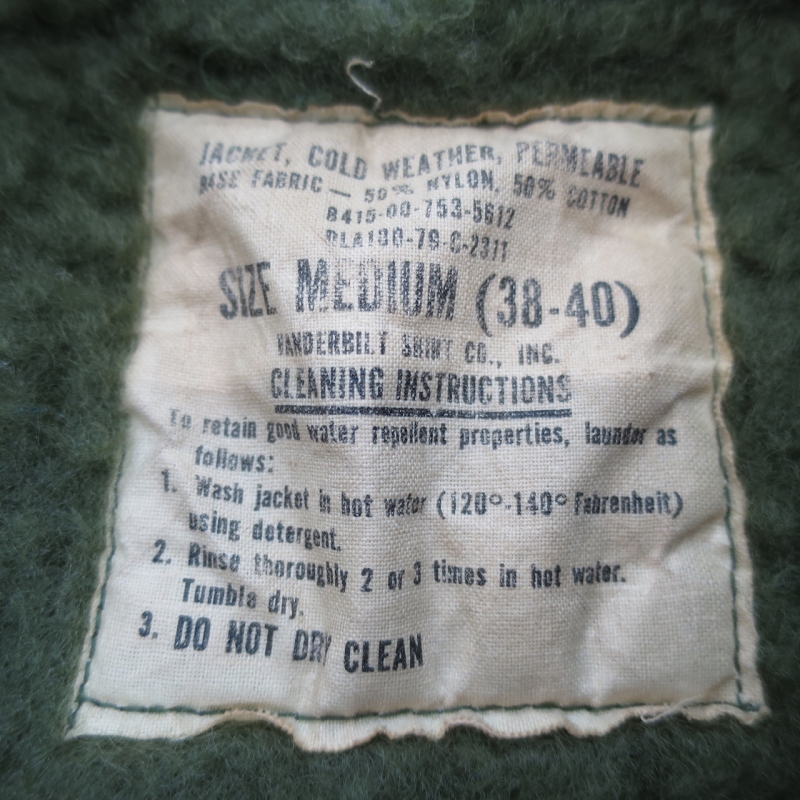 JACKET, COLD WEATHER, PERMEABLE
BASE FABRIC — 50% NYLON, 50% COTTON
8415-00-753-5612
DLA100-79-C-2311
SIZE MEDIUM (38-40)
VANDERBILT SHIRT CO., INC.
CLEANING INSTRUCTIONS
To retain good water repellent properties, launder as
follows:
1. Wash jacket in hot water (120°-140° Fahrenheit)
using detergent.
2. Rinse thoroughly 2 or 3 times in hot water.
Tumble dry.
3. DO NOT DRY CLEAN